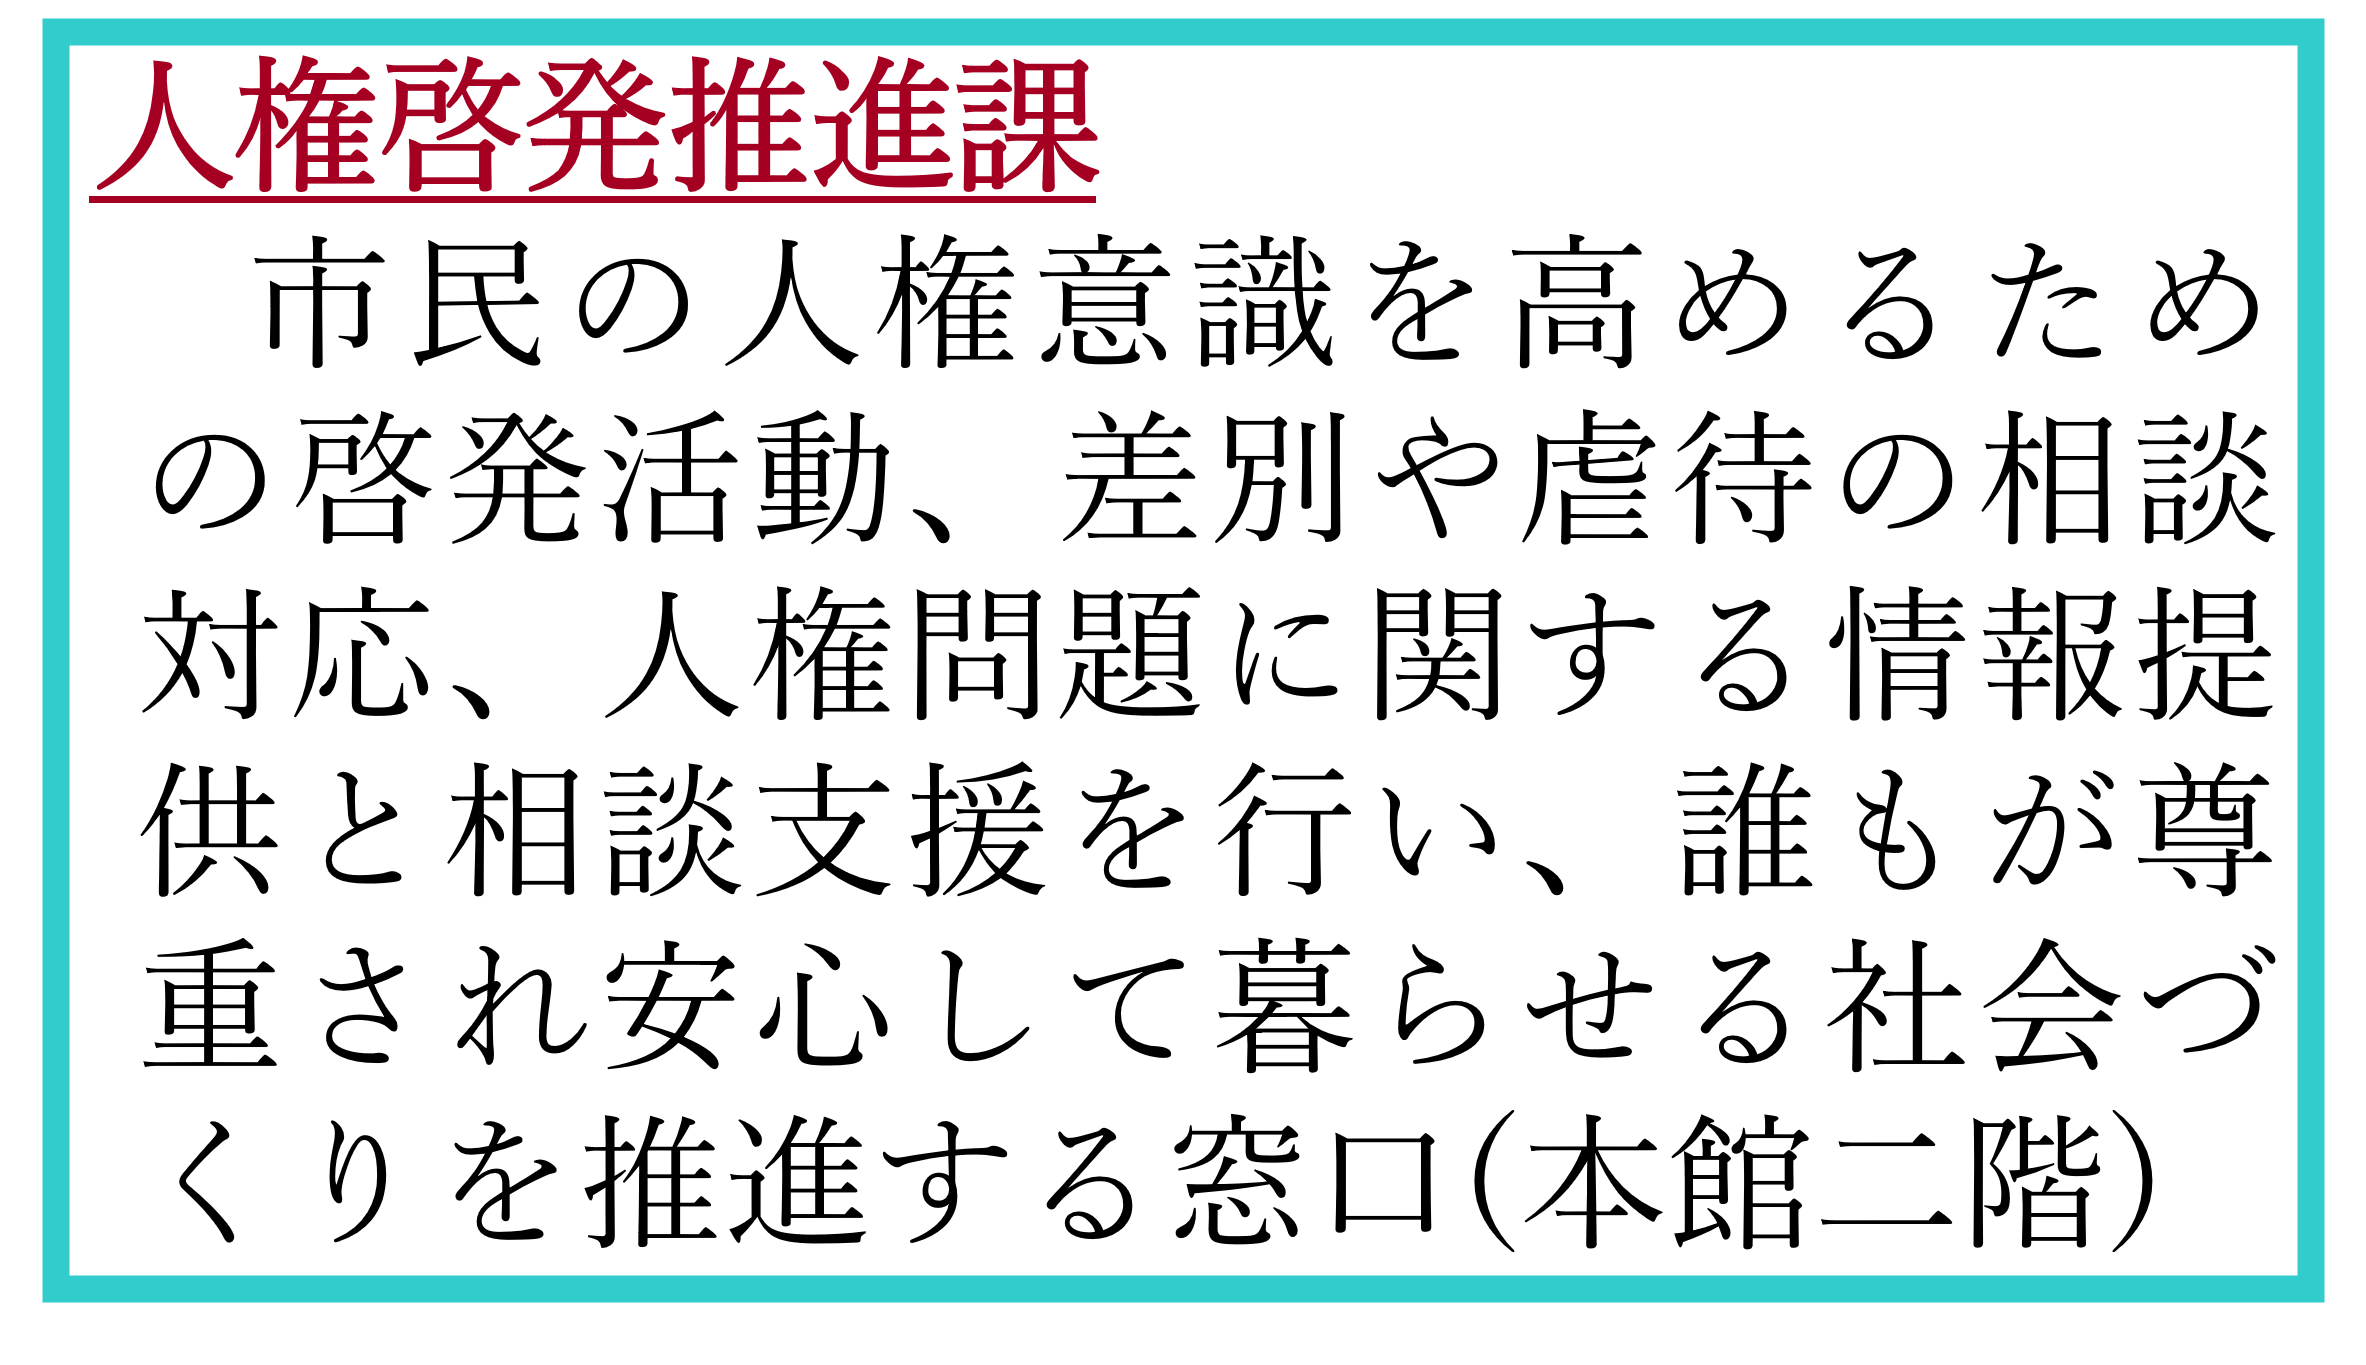 人権啓発推進課
市民の人権意識を高めるため
の啓発活動、差別や虐待の相談
対応、人権問題に関する情報提
供と相談支援を行い、誰もが尊
重され安心して暮らせる社会づ
くりを推進する窓口(本館二階)